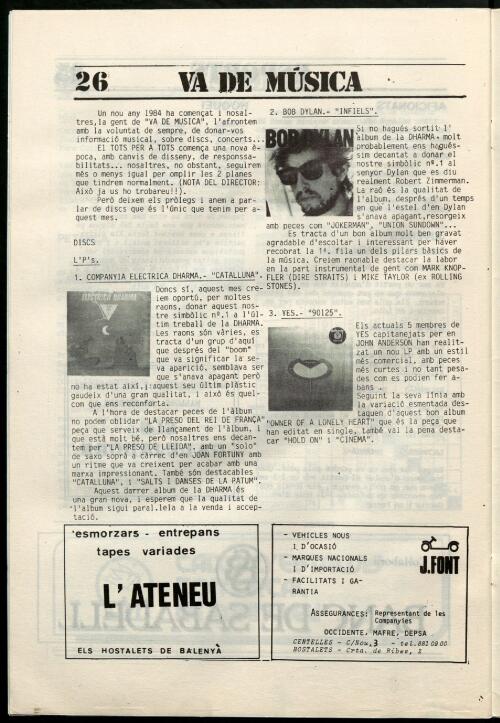 26 VA DE MÚSICA
Un nou any 1984 ha començat i nosal-
tres,la gent de "VA DE MUSICA", l'afrontem
amb la voluntat de sempre, de donar-vos
informació musical, sobre discs, concerts...
El TOTS PER A TOTS comença una nova è-
poca, amb canvis de disseny, de responssa-
bilitats... nosaltres, no obstant, seguirem
més o menys igual per omplir les 2 planes
que tindrem normalment. (NOTA DEL DIRECTOR:
Això ja us ho trobareu!!).
Però deixem els pròlegs i anem a par-
lar de discs que és l'únic que tenim per a-
quest mes.
DISCS
L'P's.
1. COMPANYIA ELECTRICA DHARMA.- "CATALLUNA".
ELECTRICA DHARMA
Doncs sí, aquest mes cre-
iem oportú, per moltes
raons, donar aquest nos-
tre simbòlic nº.1 a l'úl-
tim treball de la DHARMA.
Les raons són vàries, es
tracta d'un grup d'aquí
que després del "boom"
que va significar la se-
va aparició, semblava ser
que s'anava apagant però
no ha estat així, aquest seu últim plàstic
gaudeix d'una gran qualitat, i això és quel-
com que ens reconforta.
A l'hora de destacar peces de l'àlbum
no podem oblidar "LA PRESO DEL REI DE FRANÇA"
peça que serveix de llançament de l'àlbum, i
que està molt bé, però nosaltres ens decan-
tem per "LA PRESO DE LLEIDA", amb un "solo"
de saxo soprà a càrrec d'en JOAN FORTUNY amb
un ritme que va creixent per acabar amb una
marxa impressionant. També són destacables
"CATALLUNA", i "SALTS I DANSES DE LA PATUM".
Aquest darrer àlbum de la DHARMA és
una gran nova, i esperem que la qualitat de
l'àlbum sigui paral.lela a la venda i accep-
tació.
2. BOB DYLAN.- "INFIELS".
BOB DYLAN
Si no hagués sortit l'
àlbum de la DHARMA, molt
probablement ens hagués-
sim decantat a donar el
nostre simbòlic nº.1 al
senyor Dylan que es diu
realment Robert Zimmerman.
La raó és la qualitat de
l'àlbum, després d'un temps
en que l'estel d'en Dylan
s'anava apagant,resorgeix
amb peces com "JOKERMAN", "UNION SUNDOWN"...
Es tracta d'un bon àlbum molt ben gravat
agradable d'escoltar i interessant per haver
recobrat la 1ª. fila un dels pilars bàsics de
la música. Creiem raonable destacar la labor
en la part instrumental de gent com MARK KNOP-
FLER (DIRE STRAITS) i MIKE TAYLOR (ex ROLLING
STONES).
3. YES.- "90125".
Els actuals 5 membres de
YES capitanejats per en
JOHN ANDERSON han realit-
zat un nou LP amb un estil
més comercial, amb peces
més curtes i no tant pesa-
des com es podien fer a-
bans .
Seguint la seva línia amb
la variació esmentada des-
taquen d'aquest bon album
"OWNER OF A LONELY HEART" que és la peça que
han editat en single, també val la pena desta-
car "HOLD ON" i "CINEMA".
esmorzars - entrepans
tapes variades
L'ATENEU
ELS HOSTALETS DE BALENYÀ
- VEHICLES NOUS
I D'OCASIÓ
- MARQUES NACIONALS
I D'IMPORTACIÓ
- FACILITATS I GA-
RANTIA
J.FONT
ASSEGURANCES: Representant de les
Companyies
OCCIDENTE, MAFRE, DEPSA
CENTELLES - C/Nou,3 - tel.881 09 00
HOSTALETS - Crta. de Ribes, 2